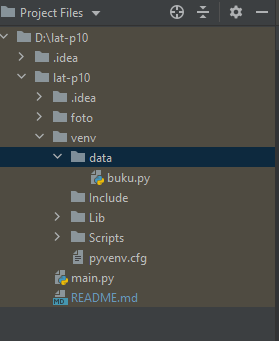 Project Files
D:\lat-p10
.idea
lat-p10
.idea
foto
venv
data
buku.py
Include
Lib
Scripts
pyvenv.cfg
main.py
MD README.md